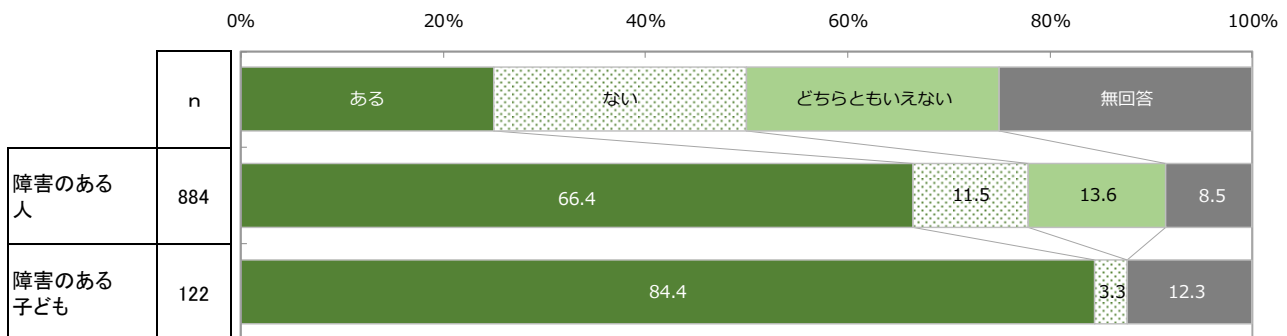 0% 20% 40% 60% 80% 100%
n ある ない どちらともいえない 無回答
障害のある
人
884 66.4 11.5 13.6 8.5
障害のある
子ども
122 84.4 3.3 12.3